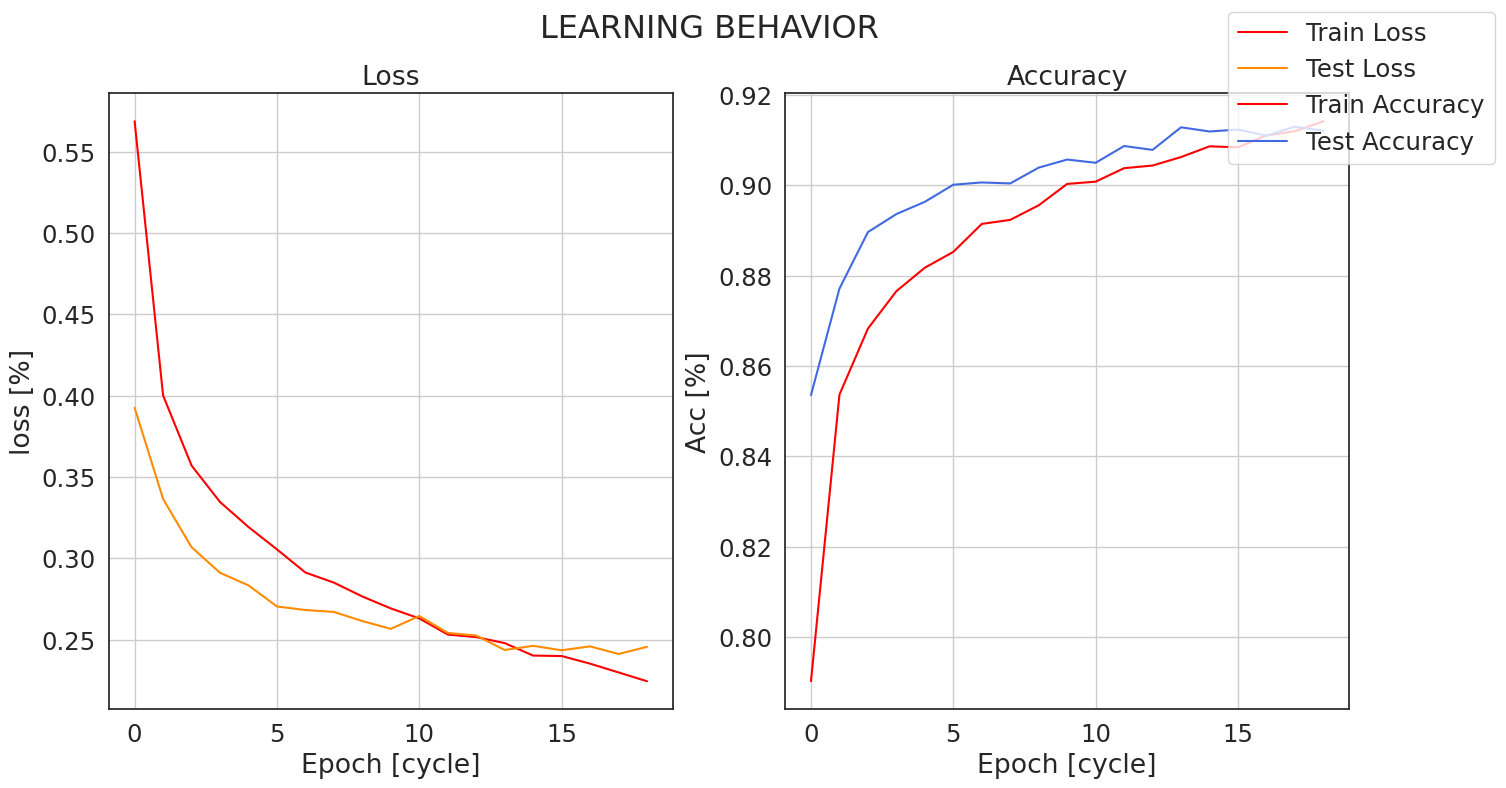 LEARNING BEHAVIOR
Loss
0.55
0.50
0.45
0.40
0.35
0.30
0.25
loss [%]
0
5
10
15
Epoch [cycle]
Accuracy
0.92
0.90
0.88
0.86
0.84
0.82
0.80
Acc [%]
0
5
10
15
Epoch [cycle]
Train Loss
Test Loss
Train Accuracy
Test Accuracy